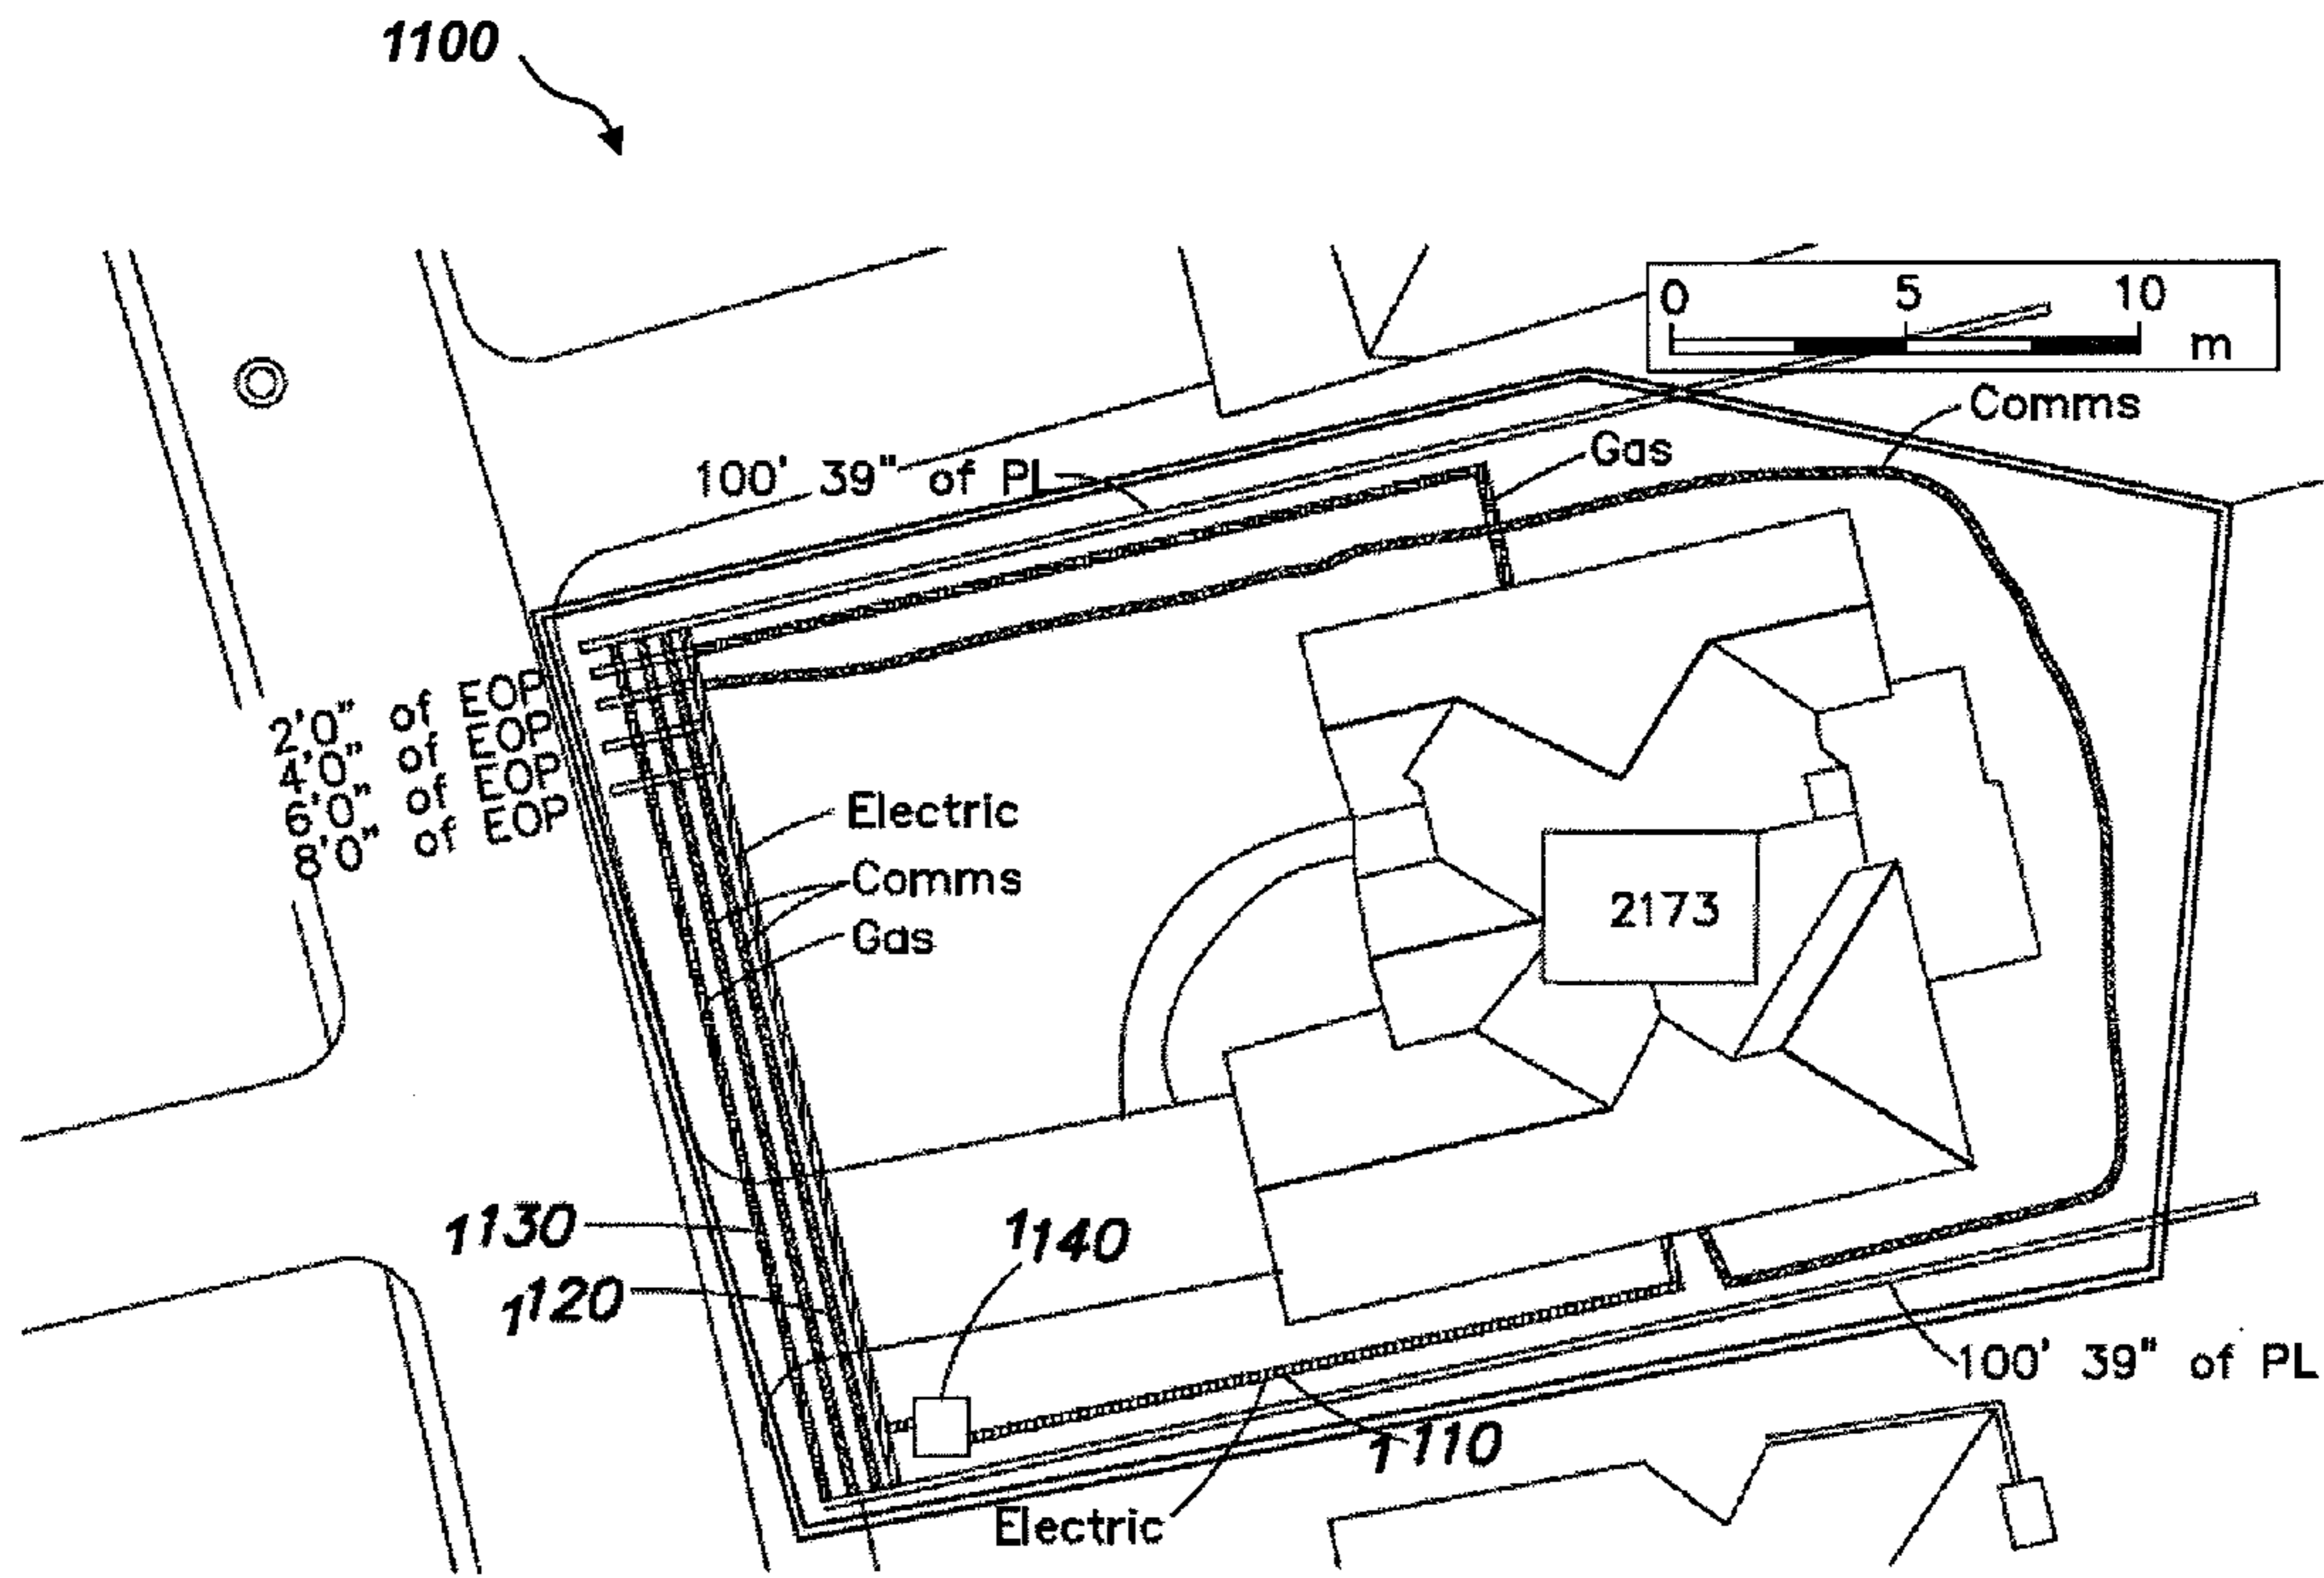 1100
0 5 10
m
Comms
Gas
100' 39" of PL
2'0" of EOP
4'0" of EOP
6'0" of EOP
8'0" of EOP
Electric
Comms
Gas
2173
1130
1140
1120
100' 39" of PL
1110
Electric